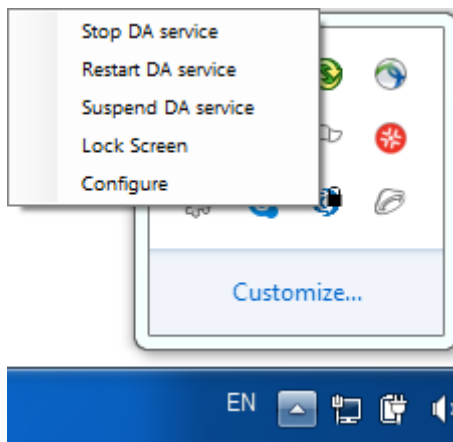 Stop DA service
Restart DA service
Suspend DA service
Lock Screen
Configure
Customize...
EN